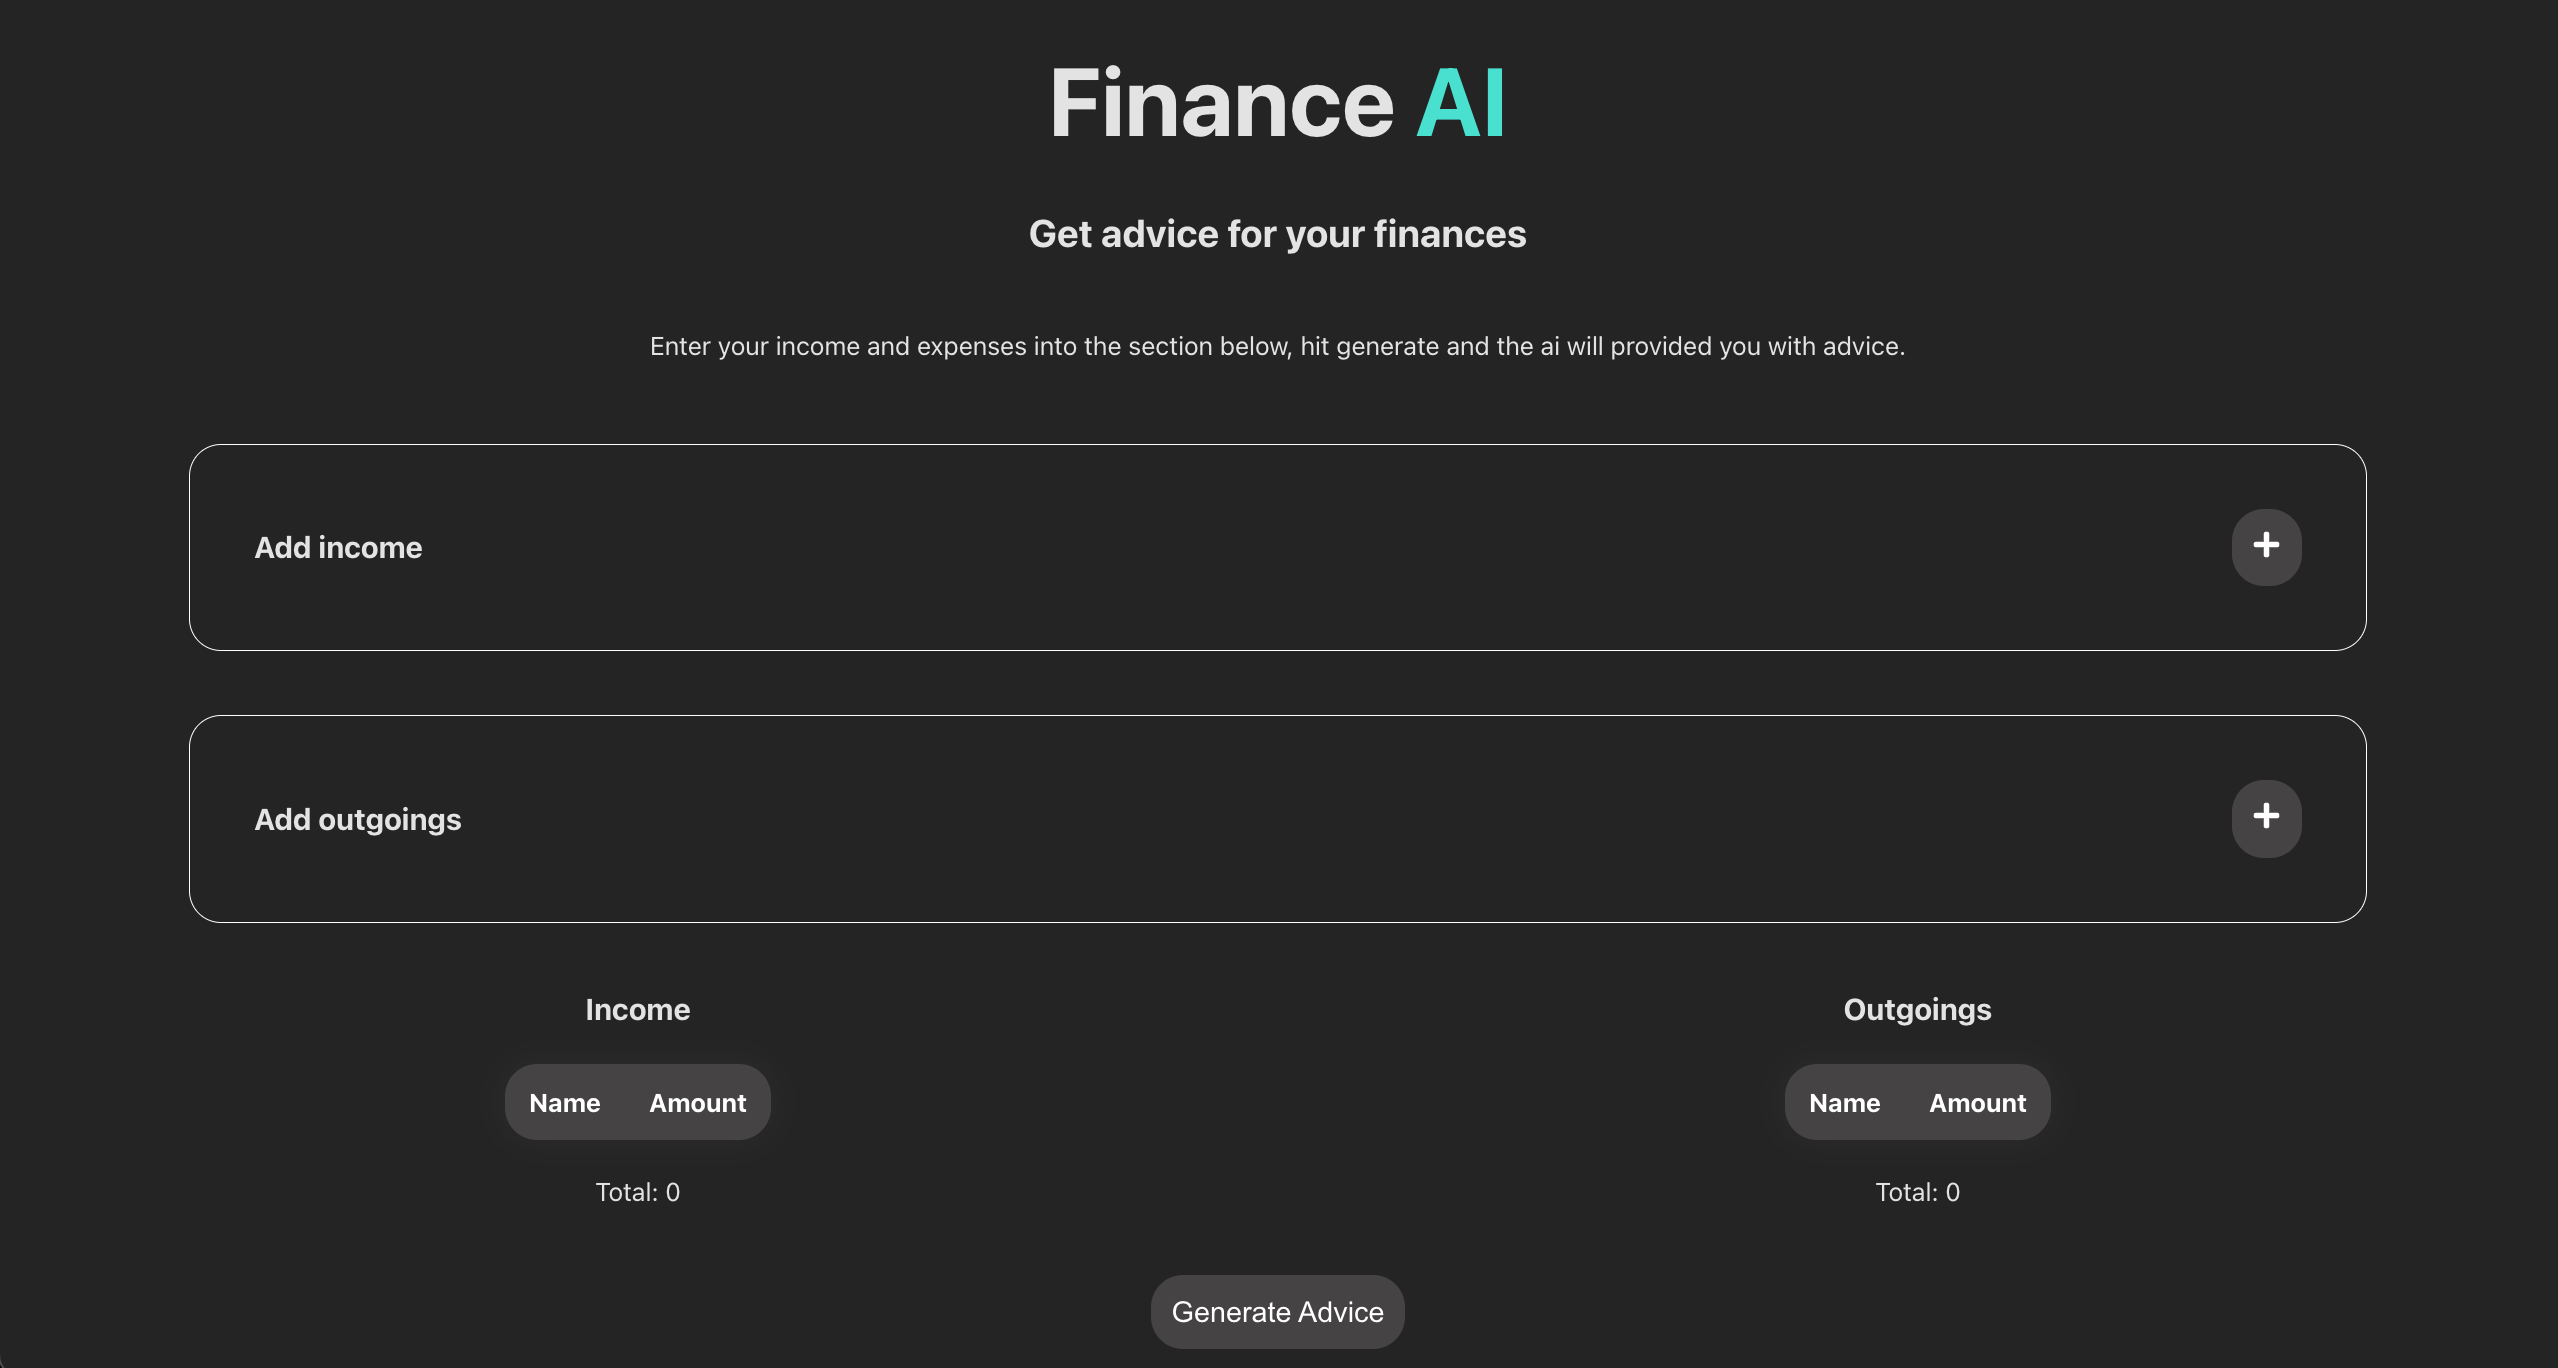 Finance AI
Get advice for your finances
Enter your income and expenses into the section below, hit generate and the ai will provided you with advice.
Add income
+
Add outgoings
+
Income
Name Amount
Total: 0
Outgoings
Name Amount
Total: 0
Generate Advice